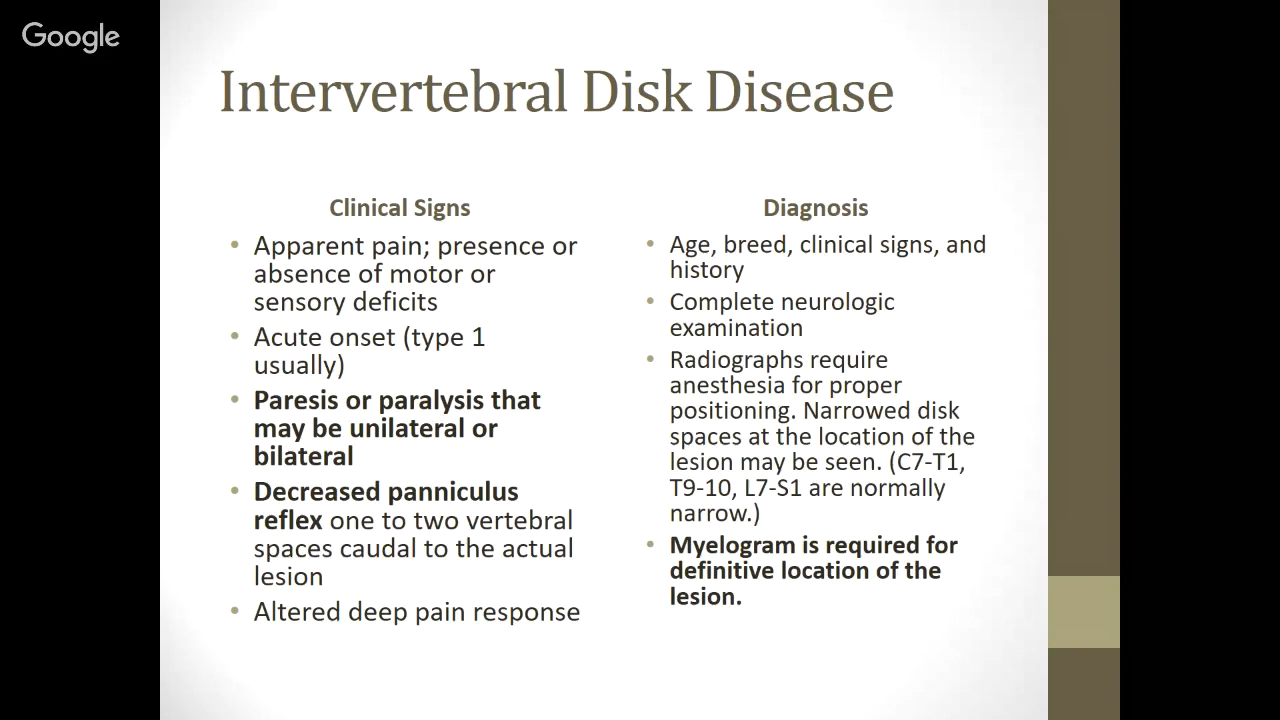 Google
Intervertebral Disk Disease
Clinical Signs
• Apparent pain; presence or
absence of motor or
sensory deficits
• Acute onset (type 1
usually)
• Paresis or paralysis that
may be unilateral or
bilateral
• Decreased panniculus
reflex one to two vertebral
spaces caudal to the actual
lesion
• Altered deep pain response
Diagnosis
• Age, breed, clinical signs, and
history
• Complete neurologic
examination
• Radiographs require
anesthesia for proper
positioning. Narrowed disk
spaces at the location of the
lesion may be seen. (C7-T1,
T9-10, L7-S1 are normally
narrow.)
• Myelogram is required for
definitive location of the
lesion.